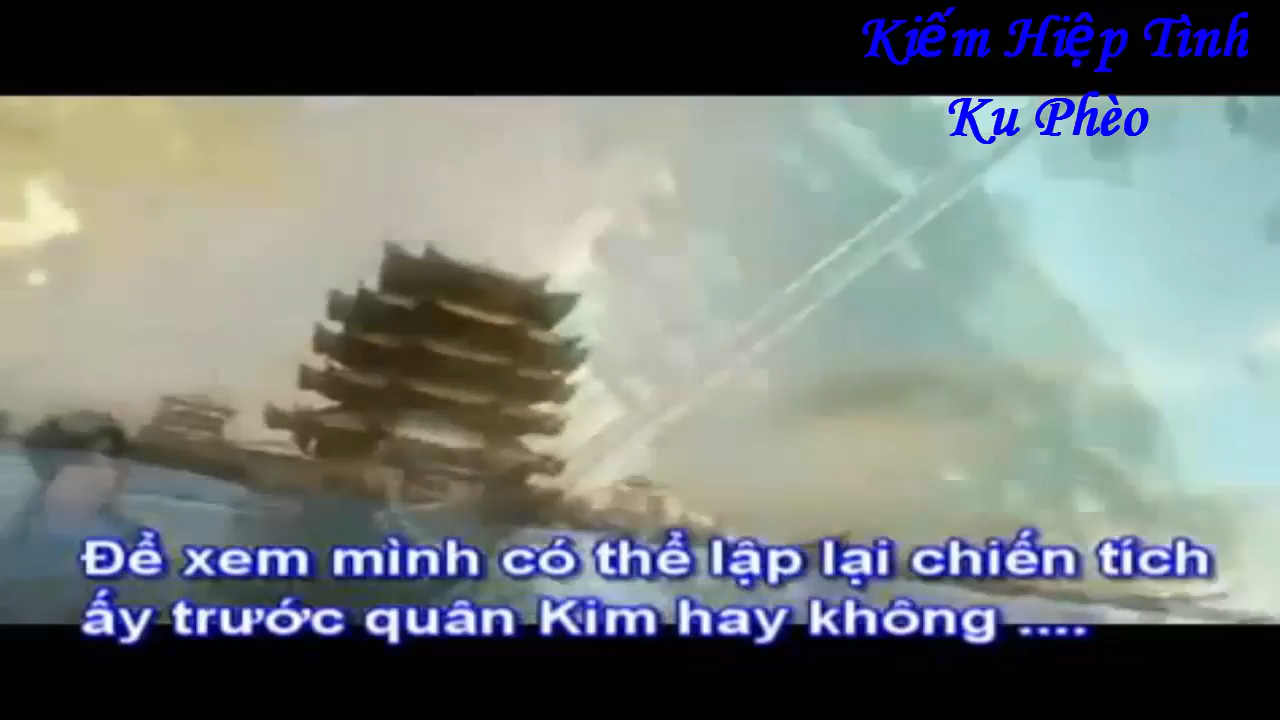 Kiếm Hiệp Tình
Ku Phèo
Để xem mình có thể lập lại chiến tích
ấy trước quân Kim hay không ....